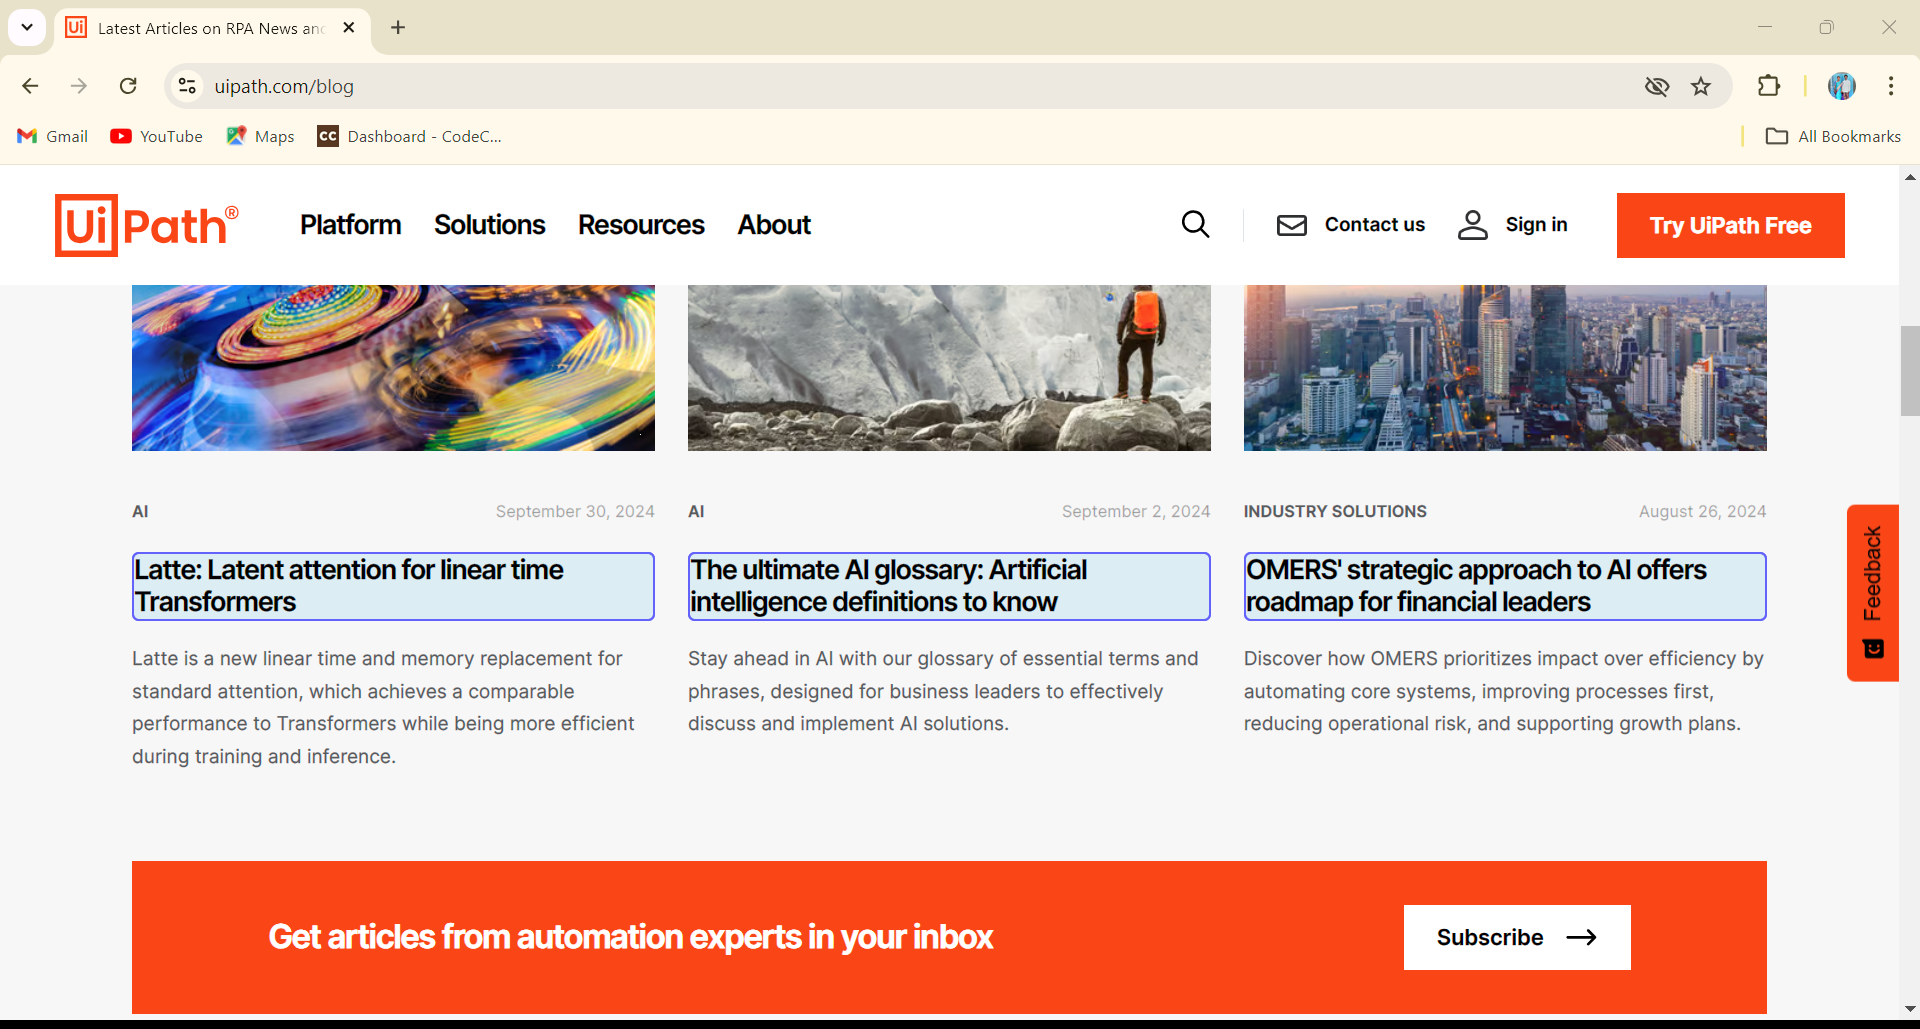 Latest Articles on RPA News and
uipath.com/blog
Gmail
YouTube
Maps
CC
Dashboard - CodeC...
All Bookmarks
UiPath®
Platform
Solutions
Resources
About
Contact us
Sign in
Try UiPath Free
AI
September 30, 2024
Latte: Latent attention for linear time
Transformers
Latte is a new linear time and memory replacement for
standard attention, which achieves a comparable
performance to Transformers while being more efficient
during training and inference.
AI
September 2, 2024
The ultimate AI glossary: Artificial
intelligence definitions to know
Stay ahead in AI with our glossary of essential terms and
phrases, designed for business leaders to effectively
discuss and implement AI solutions.
INDUSTRY SOLUTIONS
August 26, 2024
OMERS' strategic approach to AI offers
roadmap for financial leaders
Discover how OMERS prioritizes impact over efficiency by
automating core systems, improving processes first,
reducing operational risk, and supporting growth plans.
Feedback
Get articles from automation experts in your inbox
Subscribe